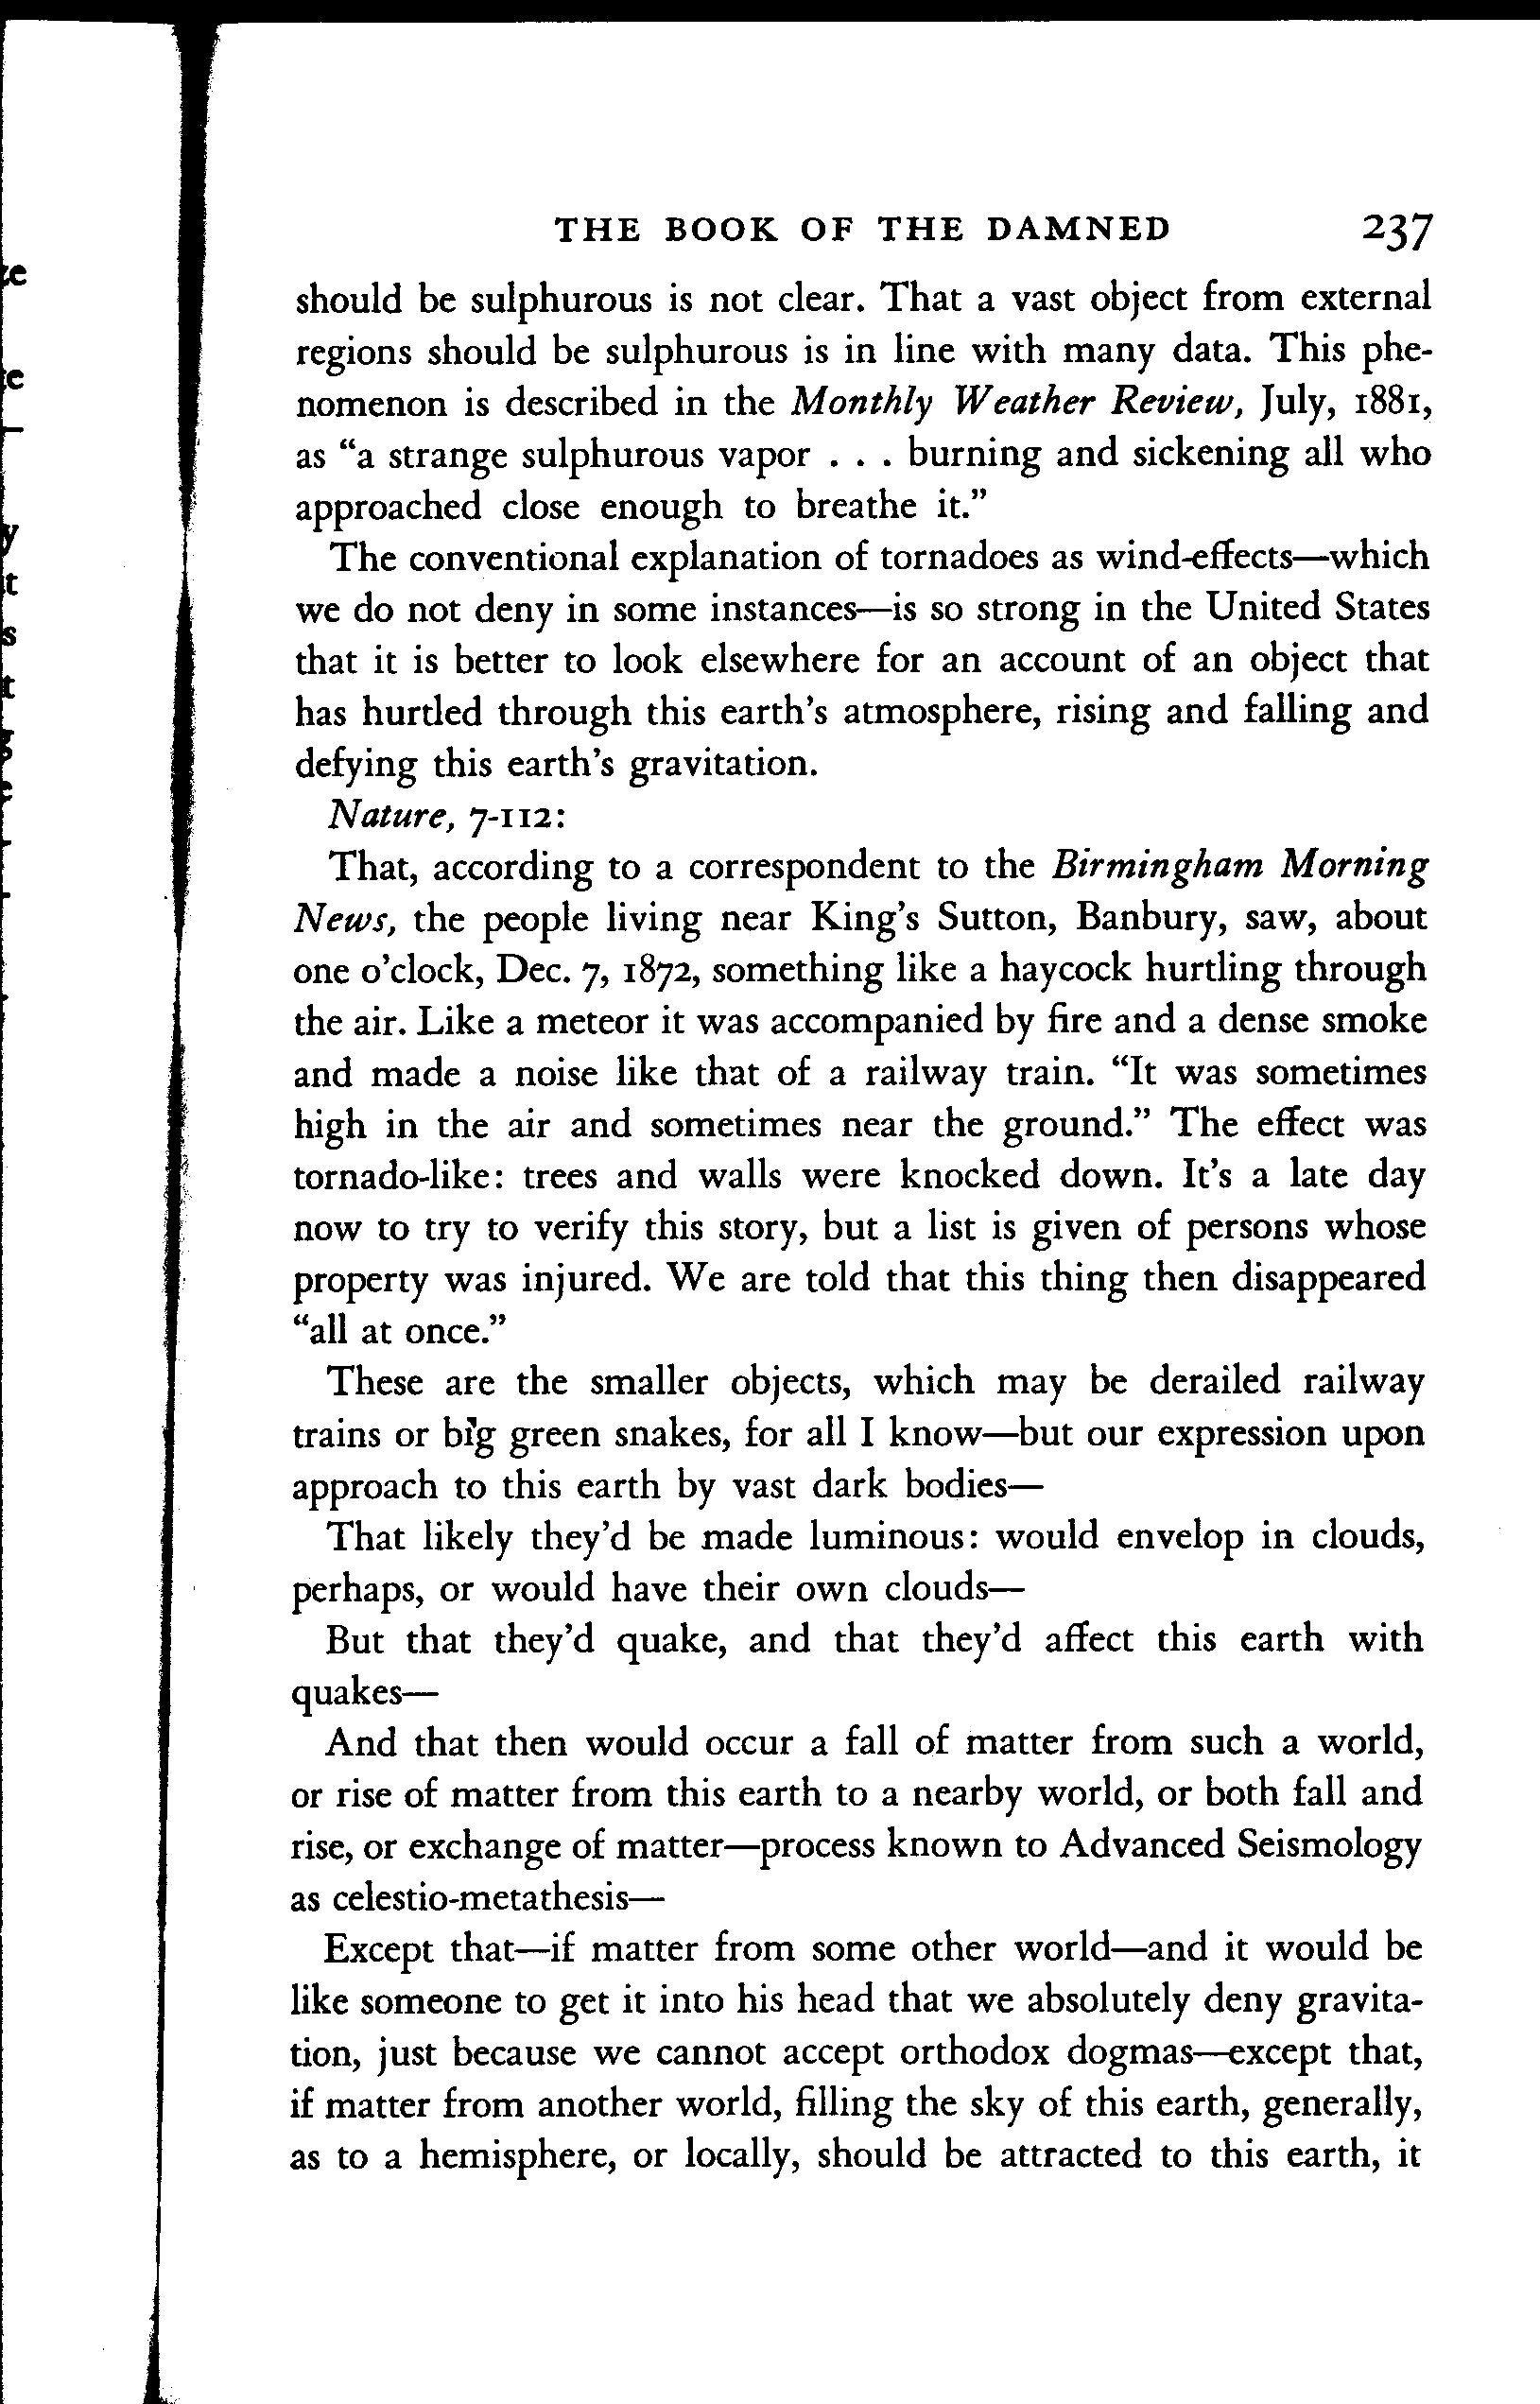 THE BOOK OF THE DAMNED 237
should be sulphurous is not clear. That a vast object from external
regions should be sulphurous is in line with many data. This phe-
nomenon is described in the Monthly Weather Review, July, 1881,
as “a strange sulphurous vapor . . . burning and sickening all who
approached close enough to breathe it.”
The conventional explanation of tornadoes as wind-effects—which
we do not deny in some instances—is so strong in the United States
that it is better to look elsewhere for an account of an object that
has hurtled through this earth's atmosphere, rising and falling and
defying this earth's gravitation.
Nature, 7-112:
That, according to a correspondent to the Birmingham Morning
News, the people living near King's Sutton, Banbury, saw, about
one o'clock, Dec. 7, 1872, something like a haycock hurtling through
the air. Like a meteor it was accompanied by fire and a dense smoke
and made a noise like that of a railway train. “It was sometimes
high in the air and sometimes near the ground.” The effect was
tornado-like: trees and walls were knocked down. It's a late day
now to try to verify this story, but a list is given of persons whose
property was injured. We are told that this thing then disappeared
“all at once.”
These are the smaller objects, which may be derailed railway
trains or big green snakes, for all I know—but our expression upon
approach to this earth by vast dark bodies—
That likely they'd be made luminous: would envelop in clouds,
perhaps, or would have their own clouds—
But that they'd quake, and that they'd affect this earth with
quakes—
And that then would occur a fall of matter from such a world,
or rise of matter from this earth to a nearby world, or both fall and
rise, or exchange of matter—process known to Advanced Seismology
as celestio-metathesis—
Except that—if matter from some other world—and it would be
like someone to get it into his head that we absolutely deny gravita-
tion, just because we cannot accept orthodox dogmas—except that,
if matter from another world, filling the sky of this earth, generally,
as to a hemisphere, or locally, should be attracted to this earth, it